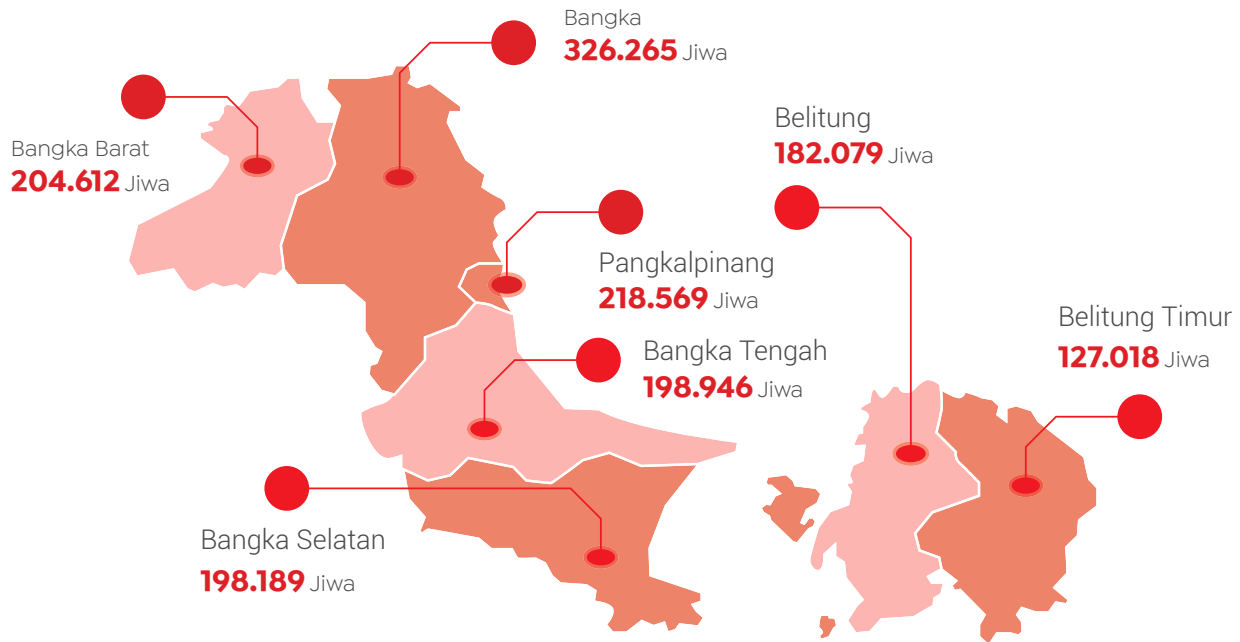 Bangka
326.265 Jiwa
Bangka Barat
204.612 Jiwa
Belitung
182.079 Jiwa
Pangkalpinang
218.569 Jiwa
Belitung Timur
127.018 Jiwa
Bangka Tengah
198.946 Jiwa
Bangka Selatan
198.189 Jiwa